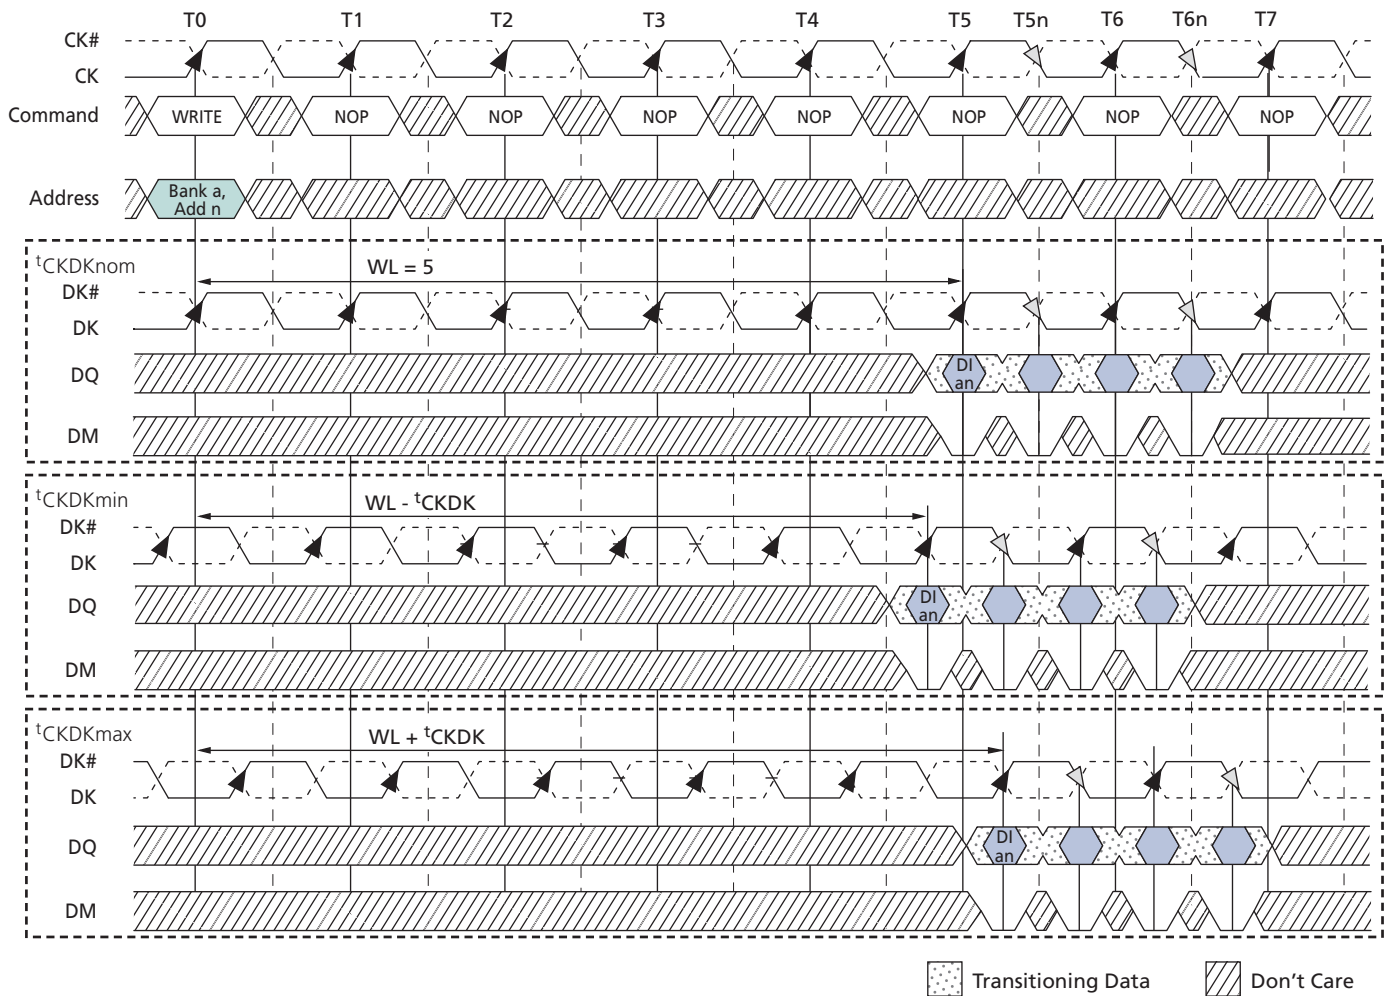 T0 T1 T2 T3 T4 T5 T5n T6 T6n T7
CK#
CK
Command WRITE NOP NOP NOP NOP NOP NOP NOP
Address Bank a,
Add n
tCKDKnom
WL = 5
DK#
DK
DQ DI
an
DM
tCKDKmin
WL - tCKDK
DK#
DK
DQ DI
an
DM
tCKDKmax
WL + tCKDK
DK#
DK
DQ DI
an
DM
Transitioning Data Don't Care